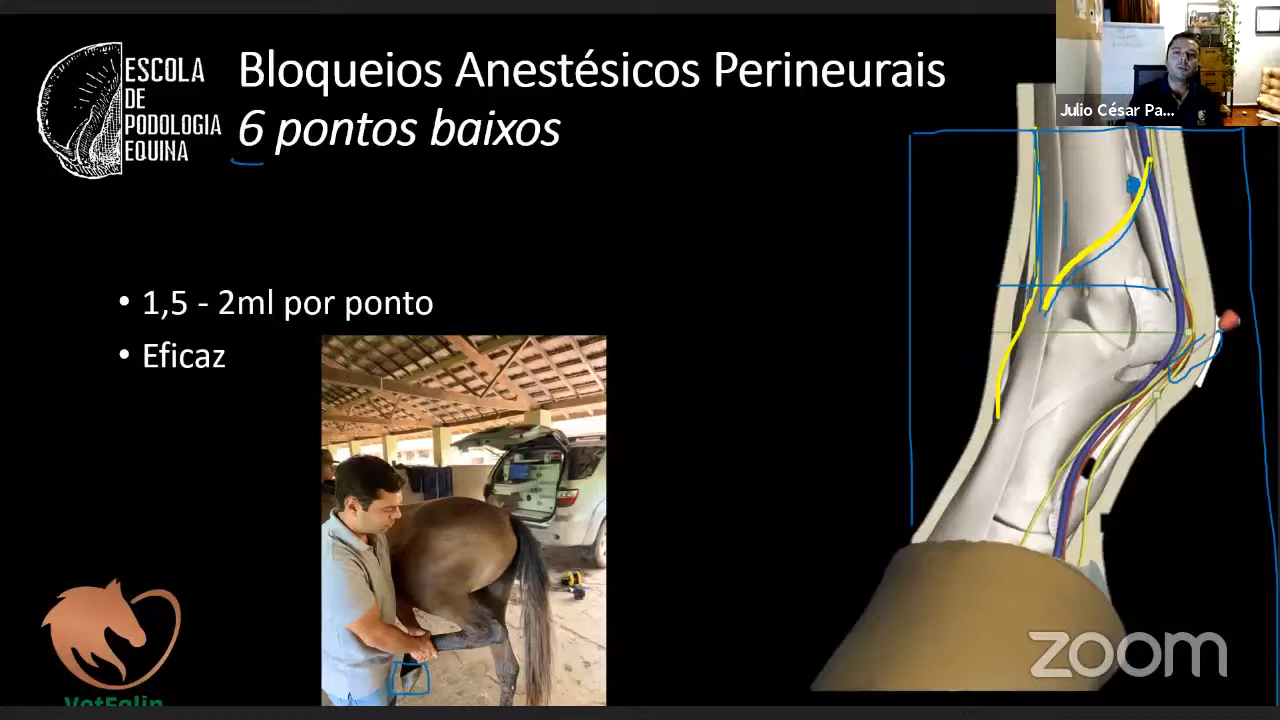 ESCOLA
DE
PODOLOGIA
EQUINA
Bloqueios Anestésicos Perineurais
6 pontos baixos
• 1,5 - 2ml por ponto
• Eficaz
Julio César Pa...
zoom